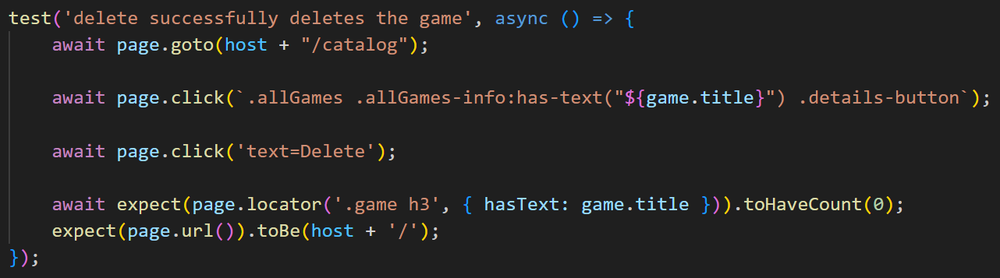 test('delete successfully deletes the game', async () => {
await page.goto(host + "/catalog");
await page.click(`.allGames .allGames-info:has-text("${game.title}") .details-button`);
await page.click('text=Delete');
await expect(page.locator('.game h3', { hasText: game.title })).toHaveCount(0);
expect(page.url()).toBe(host + '/');
});